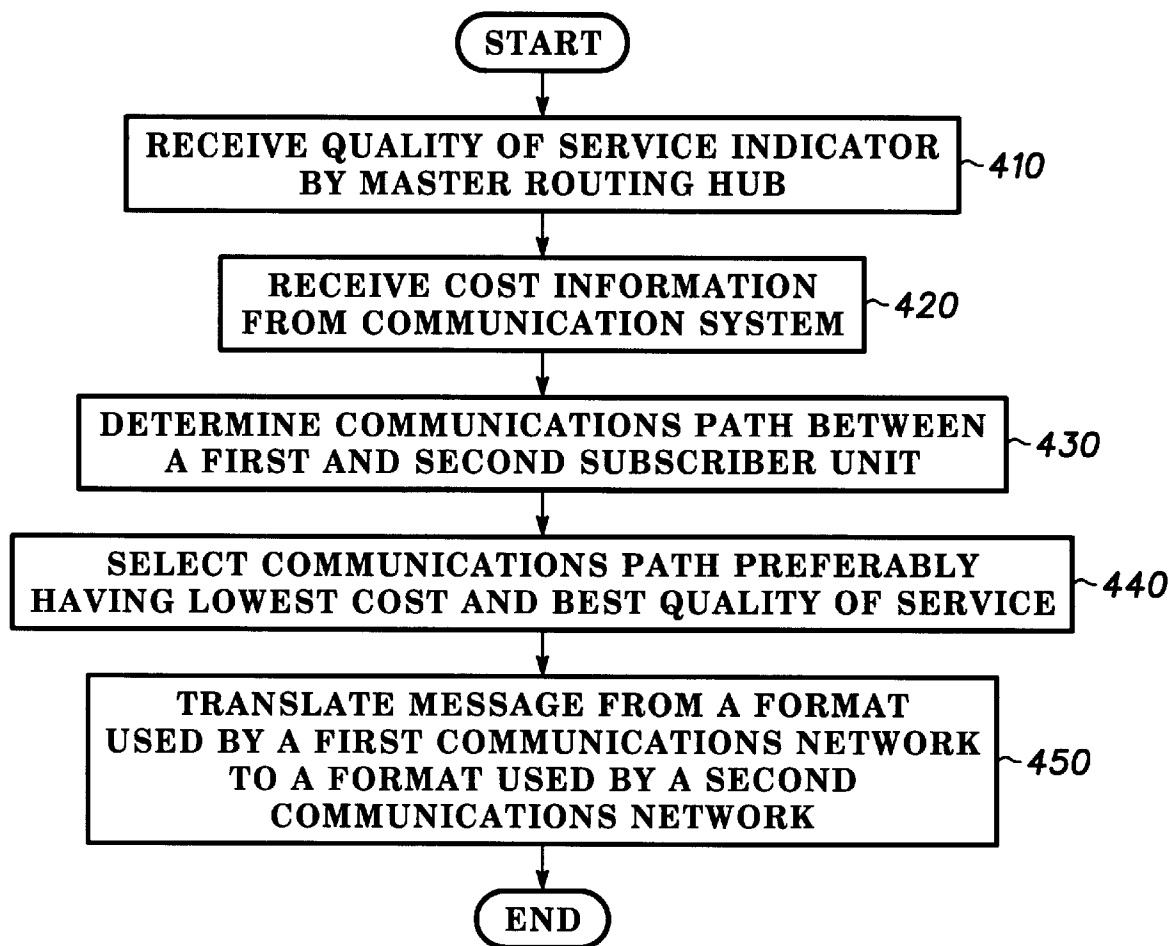 START
RECEIVE QUALITY OF SERVICE INDICATOR
BY MASTER ROUTING HUB
410
RECEIVE COST INFORMATION
FROM COMMUNICATION SYSTEM
420
DETERMINE COMMUNICATIONS PATH BETWEEN
A FIRST AND SECOND SUBSCRIBER UNIT
430
SELECT COMMUNICATIONS PATH PREFERABLY
HAVING LOWEST COST AND BEST QUALITY OF SERVICE
440
TRANSLATE MESSAGE FROM A FORMAT
USED BY A FIRST COMMUNICATIONS NETWORK
TO A FORMAT USED BY A SECOND
COMMUNICATIONS NETWORK
450
END